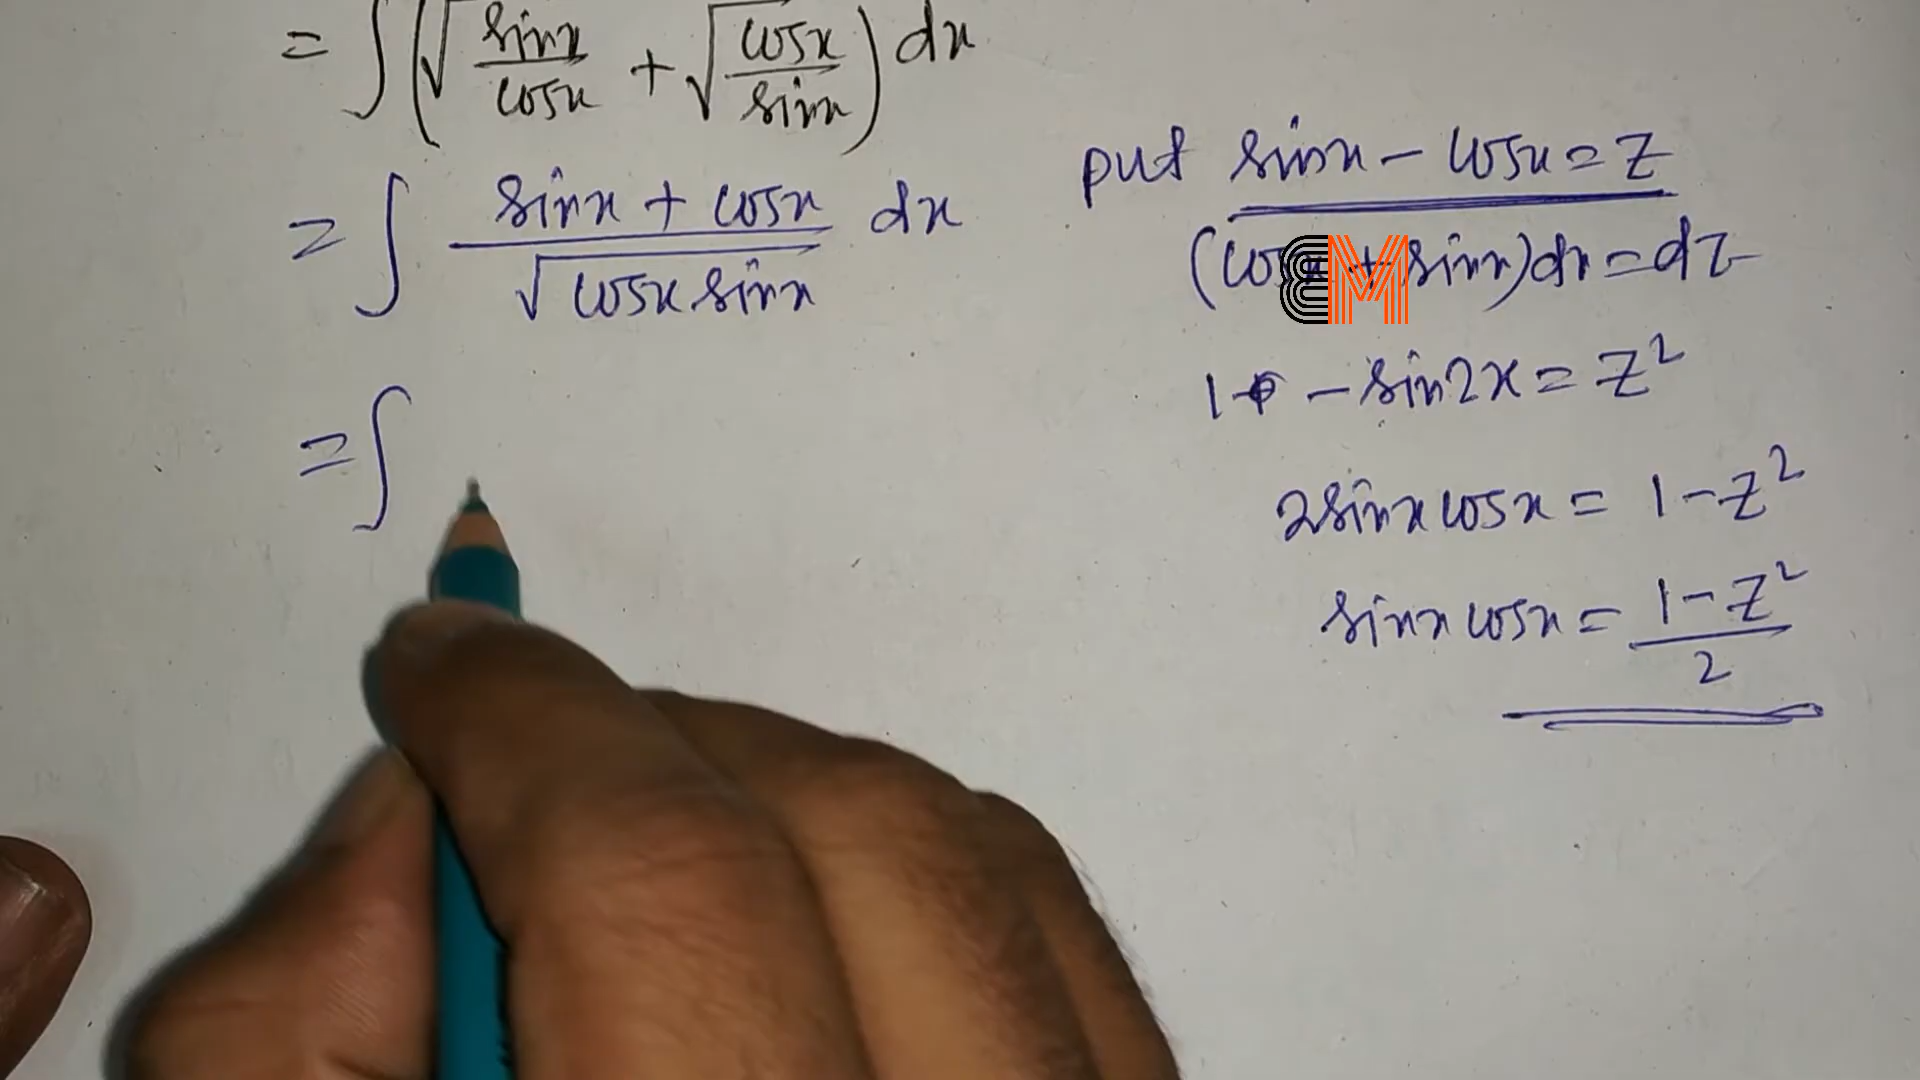 = ∫ (√(sinx/cosx) + √(cosx/sinx)) dx
= ∫ (sinx + cosx)/√(cosx sinx) dx
= ∫
put sinx - cosx = z
(cosx + sinx)dx = dz
EM
1 - sin2x = z²
2sinx cosx = 1 - z²
sinx cosx = (1 - z²)/2